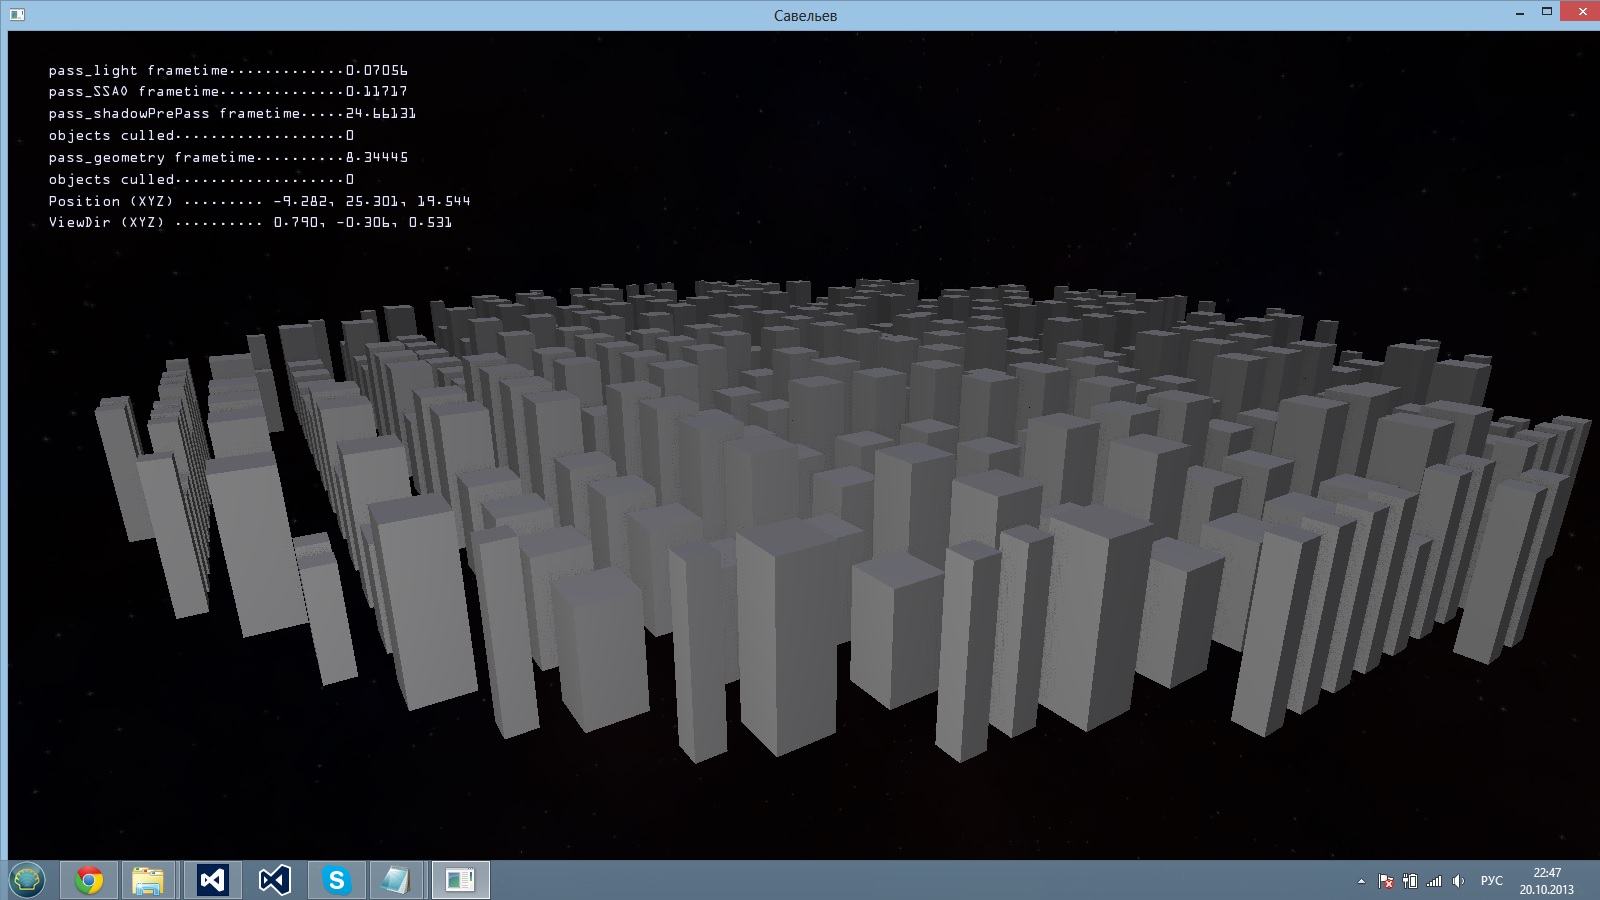 Савельев
pass_light frametime.............0.07056
pass_SSAO frametime..............0.11717
pass_shadowPrePass frametime.....24.66131
objects culled...................0
pass_geometry frametime..........8.34445
objects culled...................0
Position (XYZ) ......... -9.282, 25.301, 19.544
ViewDir (XYZ) .......... 0.790, -0.306, 0.531
РУС
22:47
20.10.2013